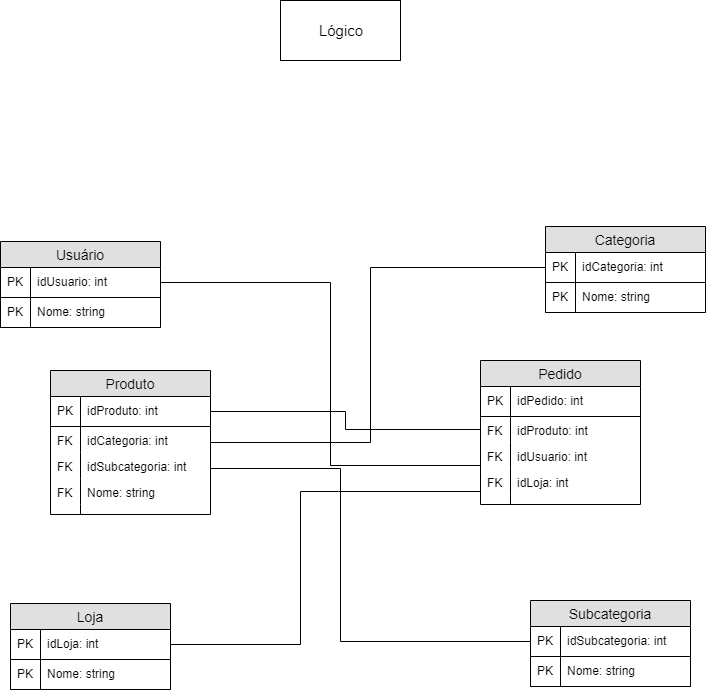 Lógico
Usuário
PK idUsuario: int
PK Nome: string
Categoria
PK idCategoria: int
PK Nome: string
Produto
PK idProduto: int
FK idCategoria: int
FK idSubcategoria: int
FK Nome: string
Pedido
PK idPedido: int
FK idProduto: int
FK idUsuario: int
FK idLoja: int
Loja
PK idLoja: int
PK Nome: string
Subcategoria
PK idSubcategoria: int
PK Nome: string